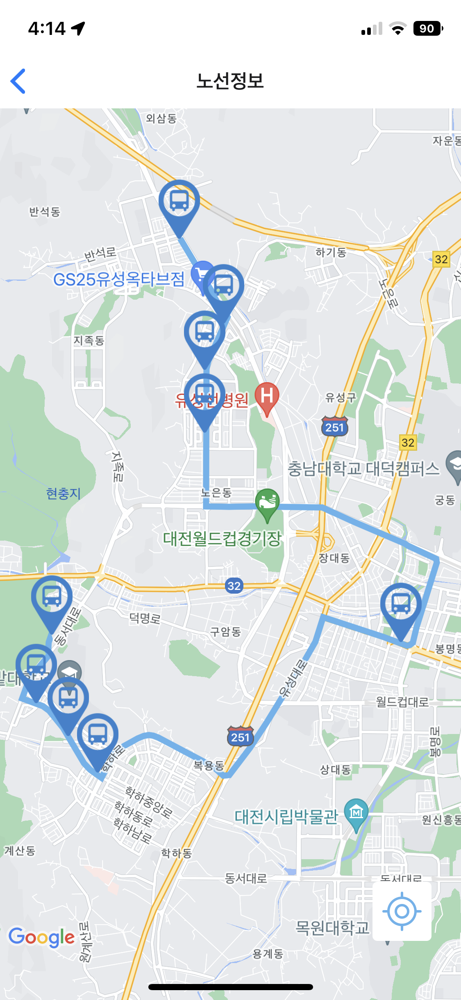 4:14
90
노선정보
외삼동
자운동
반석동
반석로
하기동
32
GS25유성옥타브점
노은로
지족동
유성선병원
H
유성구
251
32
지족로
충남대학교 대덕캠퍼스
현충지
노은동
궁동
대전월드컵경기장
장대동
32
동서대로
덕명로
구암동
봉명동
유성대로
월드컵대로
251
봉명로
학하로
복용동
상대동
학하중앙로
학하동로
학하남로
대전시립박물관
M
원신흥동
계산동
학하동
동서대로
동서대로
목원대학교
Google
원계산로
용계동